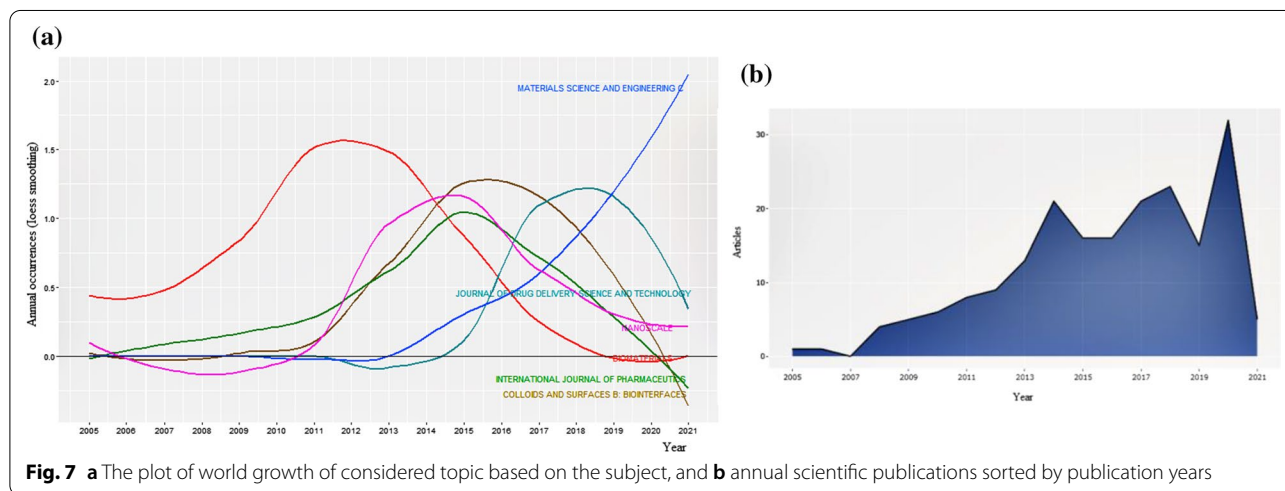 (a)
Annual occurrences (loess smoothing)
2.0
1.5
1.0
0.5
0.0
MATERIALS SCIENCE AND ENGINEERING C
JOURNAL OF DRUG DELIVERY SCIENCE AND TECHNOLOGY
NANOSCALE
BIOMATERIALS
INTERNATIONAL JOURNAL OF PHARMACEUTICS
COLLOIDS AND SURFACES B: BIOINTERFACES
2005 2006 2007 2008 2009 2010 2011 2012 2013 2014 2015 2016 2017 2018 2019 2020 2021
Year
(b)
Articles
30
20
10
0
2005 2007 2009 2011 2013 2015 2017 2019 2021
Year
Fig. 7 a The plot of world growth of considered topic based on the subject, and b annual scientific publications sorted by publication years